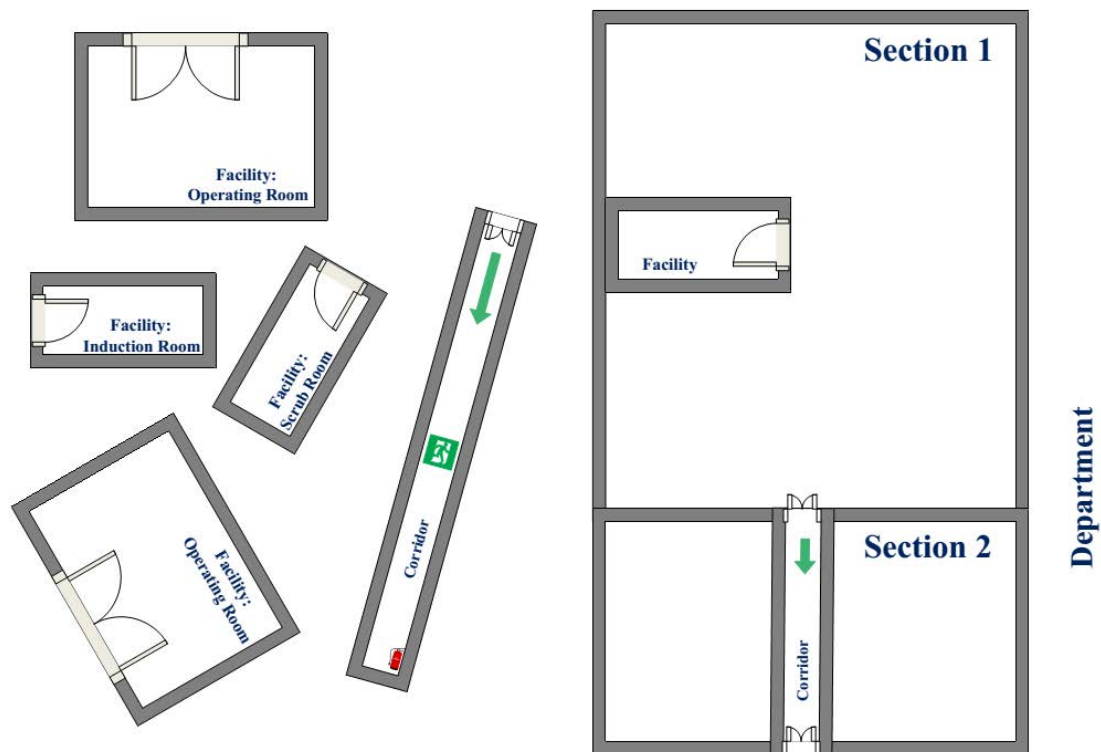 Section 1
Facility:
Operating Room
Facility
Facility:
Induction Room
Facility:
Scrub Room
Corridor
Facility:
Operating Room
Section 2
Corridor
Department